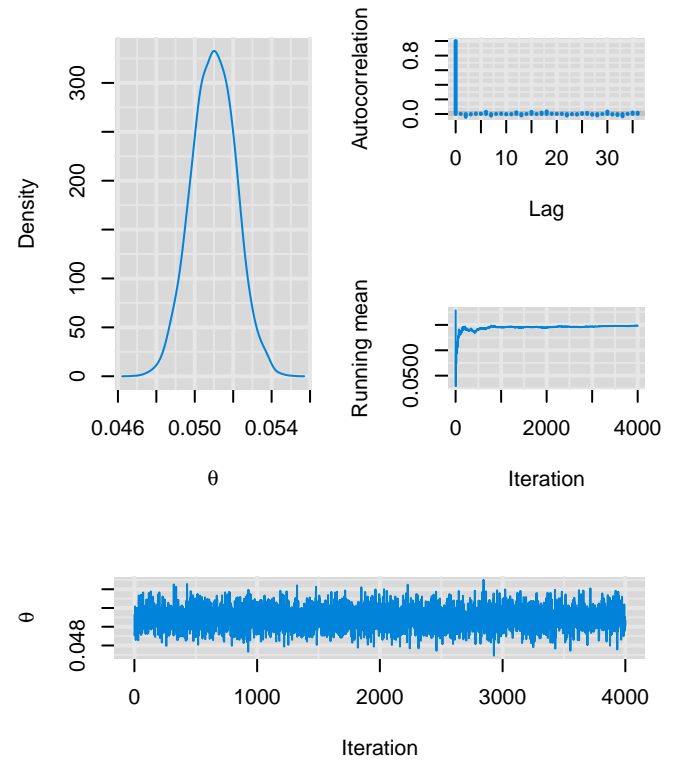 Density
0 50 100 200 300
0.046 0.050 0.054
θ
Autocorrelation
0.0 0.8
0 10 20 30
Lag
Running mean
0.0500
0 2000 4000
Iteration
θ
0.048
0 1000 2000 3000 4000
Iteration